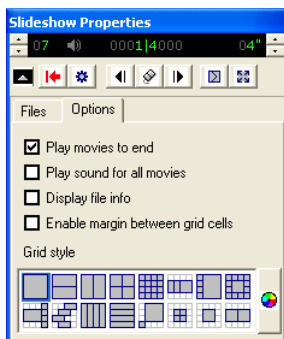 Slideshow Properties
07 0001|4000 04"
Files Options
Play movies to end
Play sound for all movies
Display file info
Enable margin between grid cells
Grid style